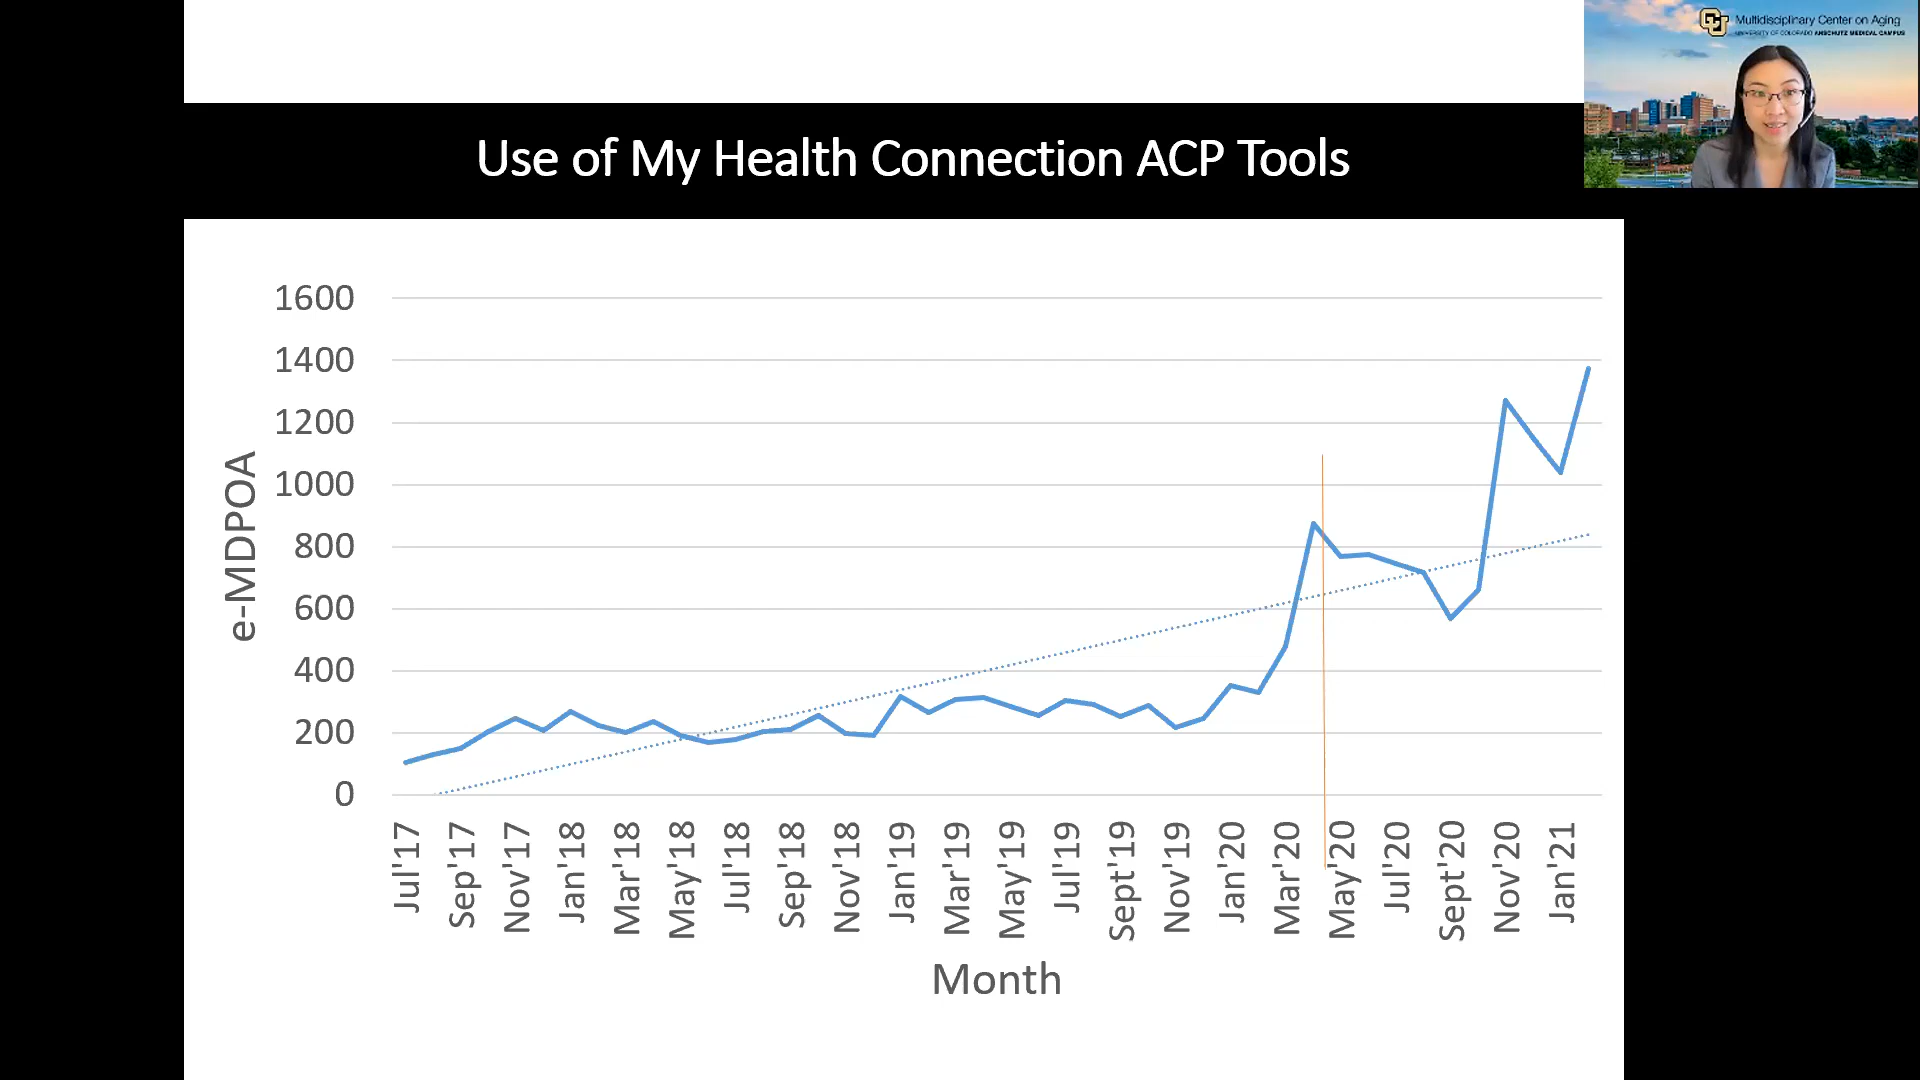 Multidisciplinary Center on Aging
UNIVERSITY OF COLORADO ANSCHUTZ MEDICAL CAMPUS
Use of My Health Connection ACP Tools
1600
1400
1200
1000
800
600
400
200
0
e-MDPOA
Jul'17
Sep'17
Nov'17
Jan'18
Mar'18
May'18
Jul'18
Sep'18
Nov'18
Jan'19
Mar'19
May'19
Jul'19
Sept'19
Nov'19
Jan'20
Mar'20
May'20
Jul'20
Sept'20
Nov'20
Jan'21
Month